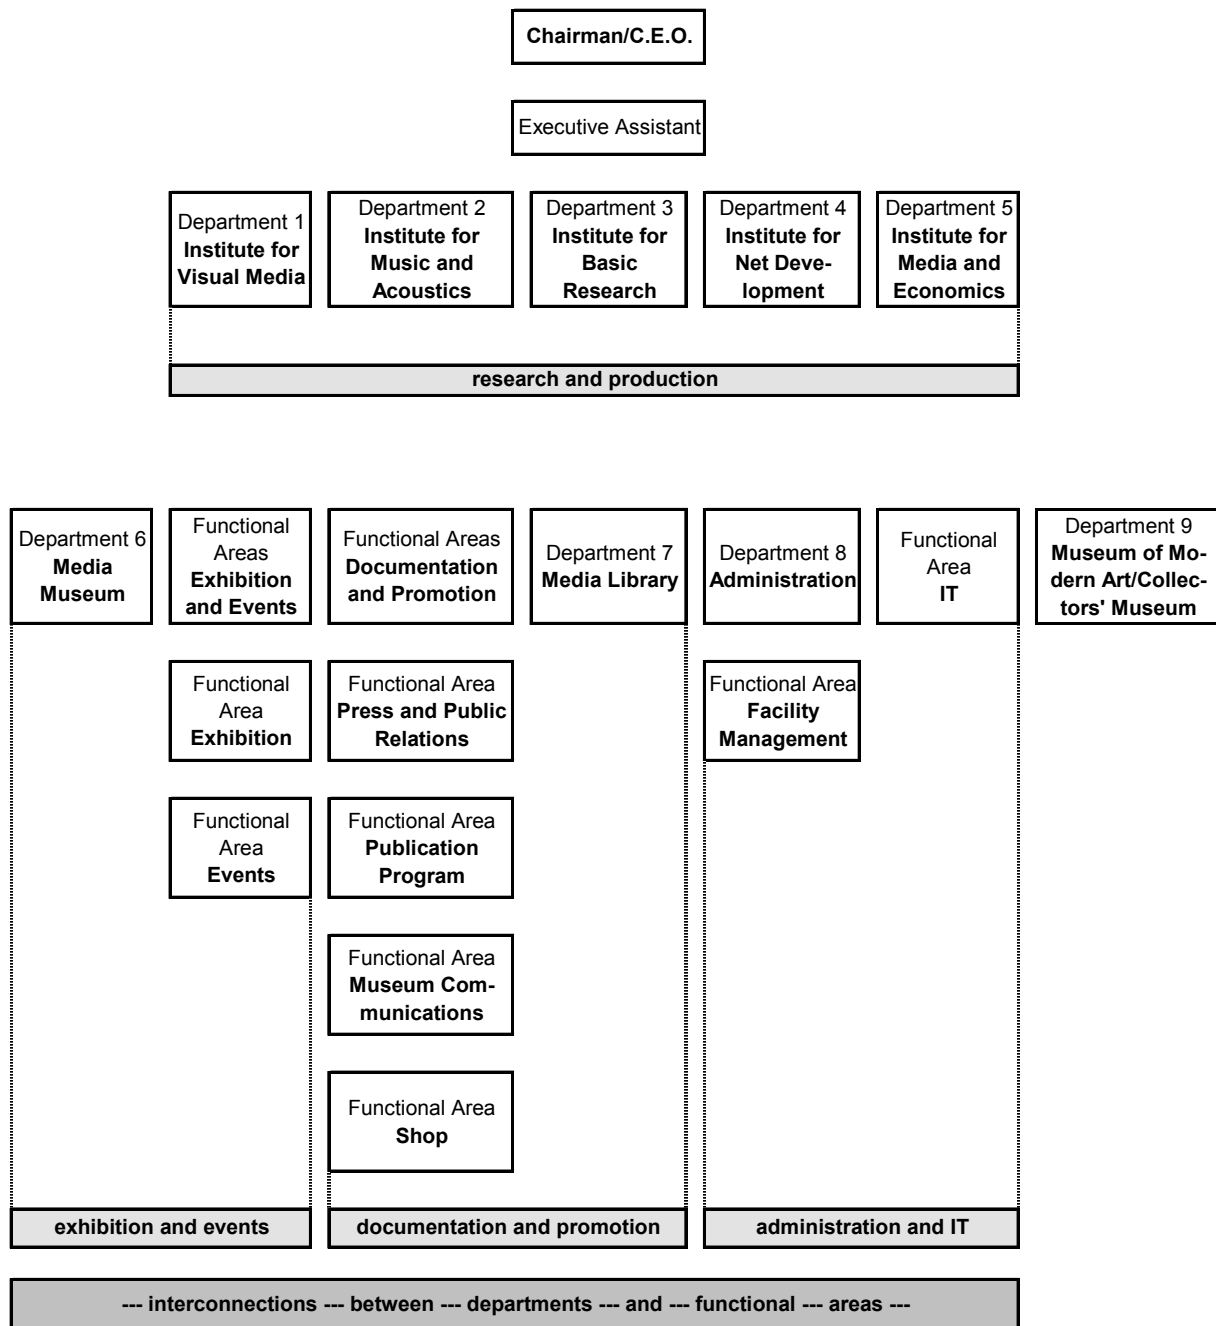 Chairman/C.E.O.
Executive Assistant
Department 1
Institute for
Visual Media
Department 2
Institute for
Music and
Acoustics
Department 3
Institute for
Basic
Research
Department 4
Institute for
Net Deve-
lopment
Department 5
Institute for
Media and
Economics
research and production
Department 6
Media
Museum
Functional
Areas
Exhibition
and Events
Functional Areas
Documentation
and Promotion
Department 7
Media Library
Department 8
Administration
Functional
Area
IT
Department 9
Museum of Mo-
dern Art/Collec-
tors' Museum
Functional
Area
Exhibition
Functional Area
Press and Public
Relations
Functional Area
Facility
Management
Functional
Area
Events
Functional Area
Publication
Program
Functional Area
Museum Com-
munications
Functional Area
Shop
exhibition and events
documentation and promotion
administration and IT
--- interconnections --- between --- departments --- and --- functional --- areas ---